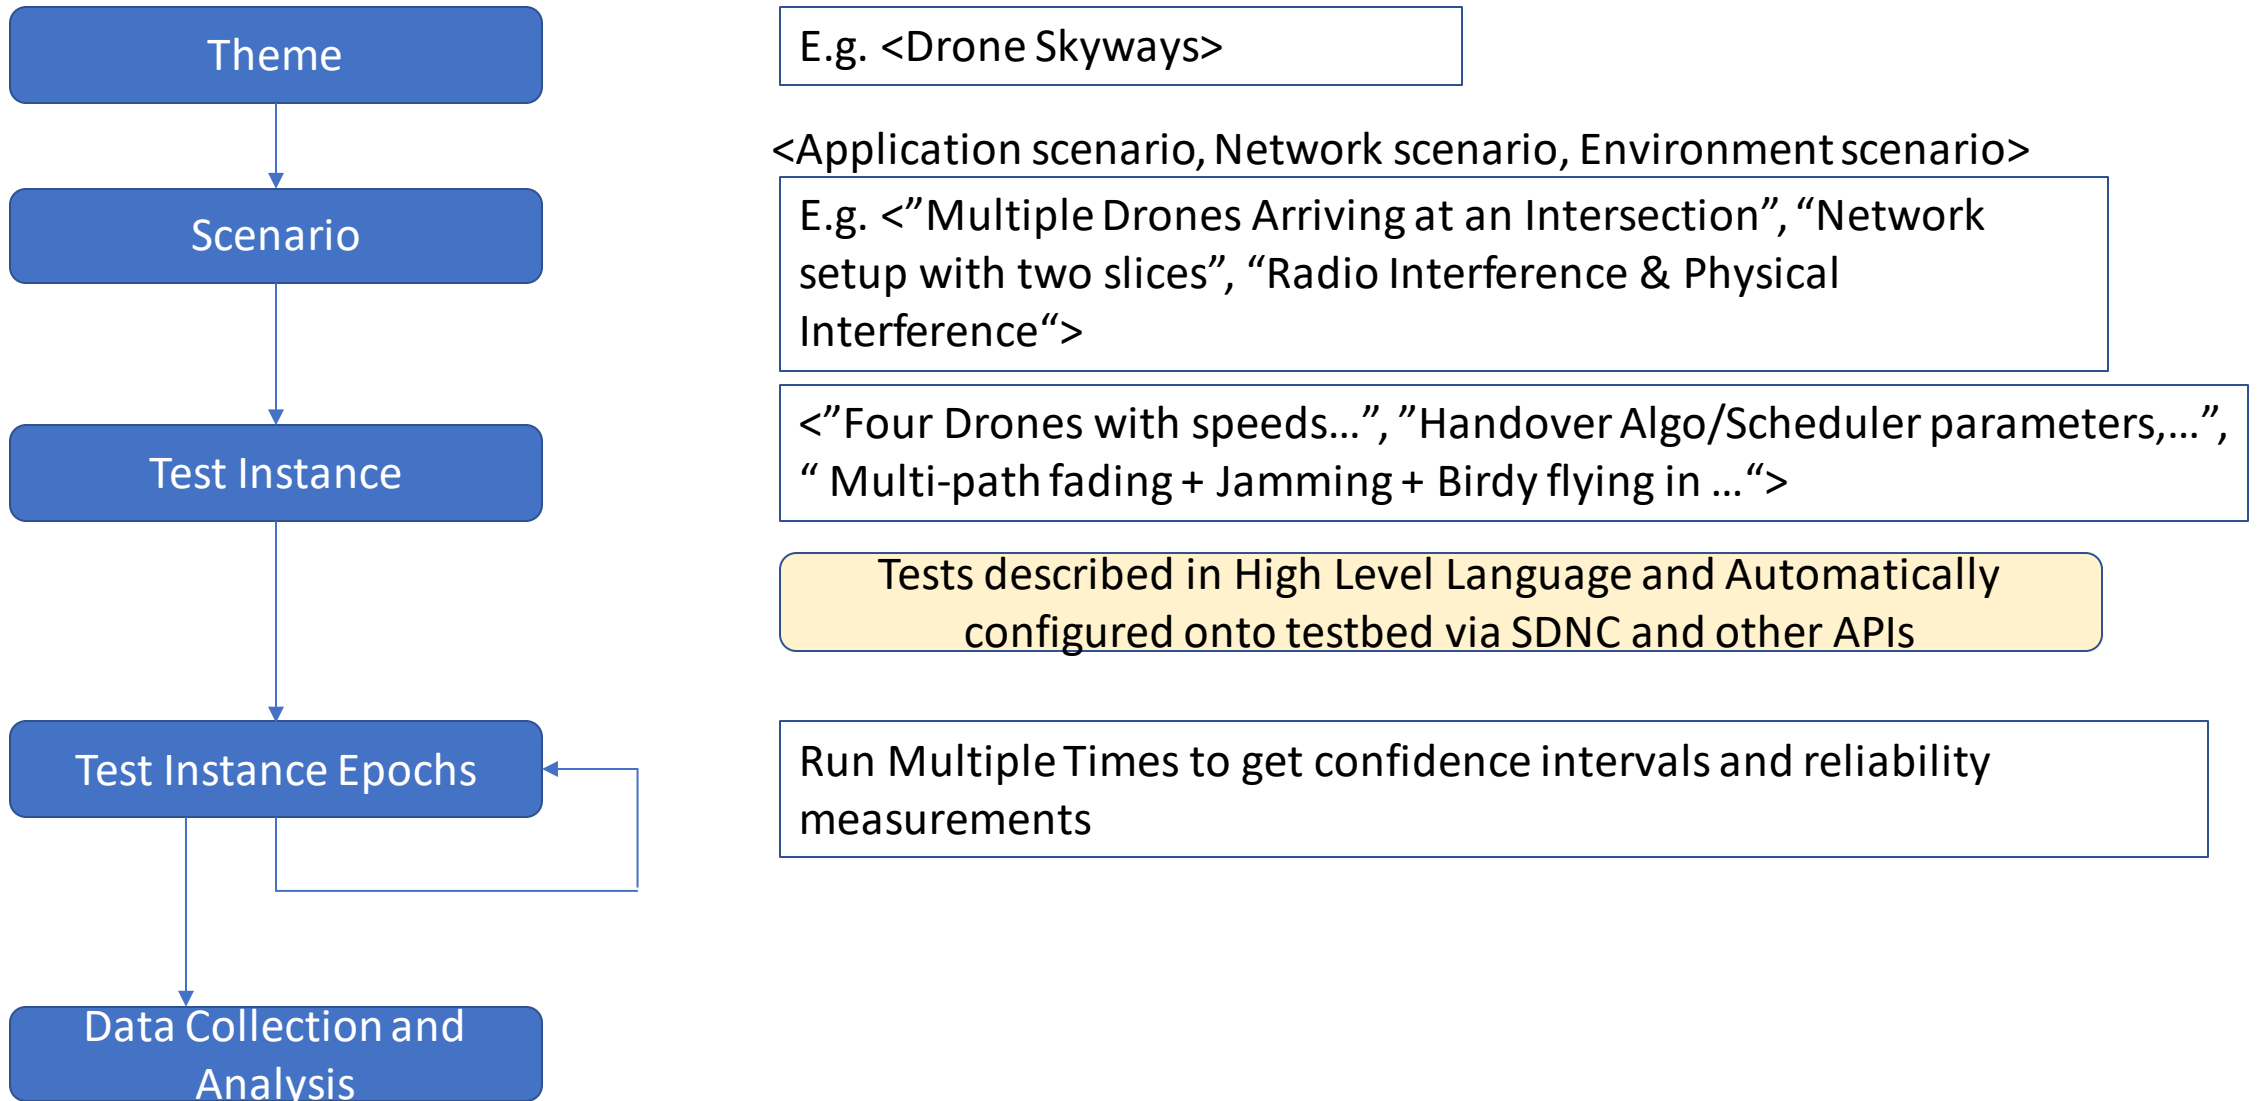 Theme
E.g. <Drone Skyways>
<Application scenario, Network scenario, Environment scenario>
Scenario
E.g. <”Multiple Drones Arriving at an Intersection”, “Network
setup with two slices”, “Radio Interference & Physical
Interference“>
Test Instance
<”Four Drones with speeds…”, ”Handover Algo/Scheduler parameters,…”,
“ Multi-path fading + Jamming + Birdy flying in …“>
Tests described in High Level Language and Automatically
configured onto testbed via SDNC and other APIs
Test Instance Epochs
Run Multiple Times to get confidence intervals and reliability
measurements
Data Collection and
Analysis